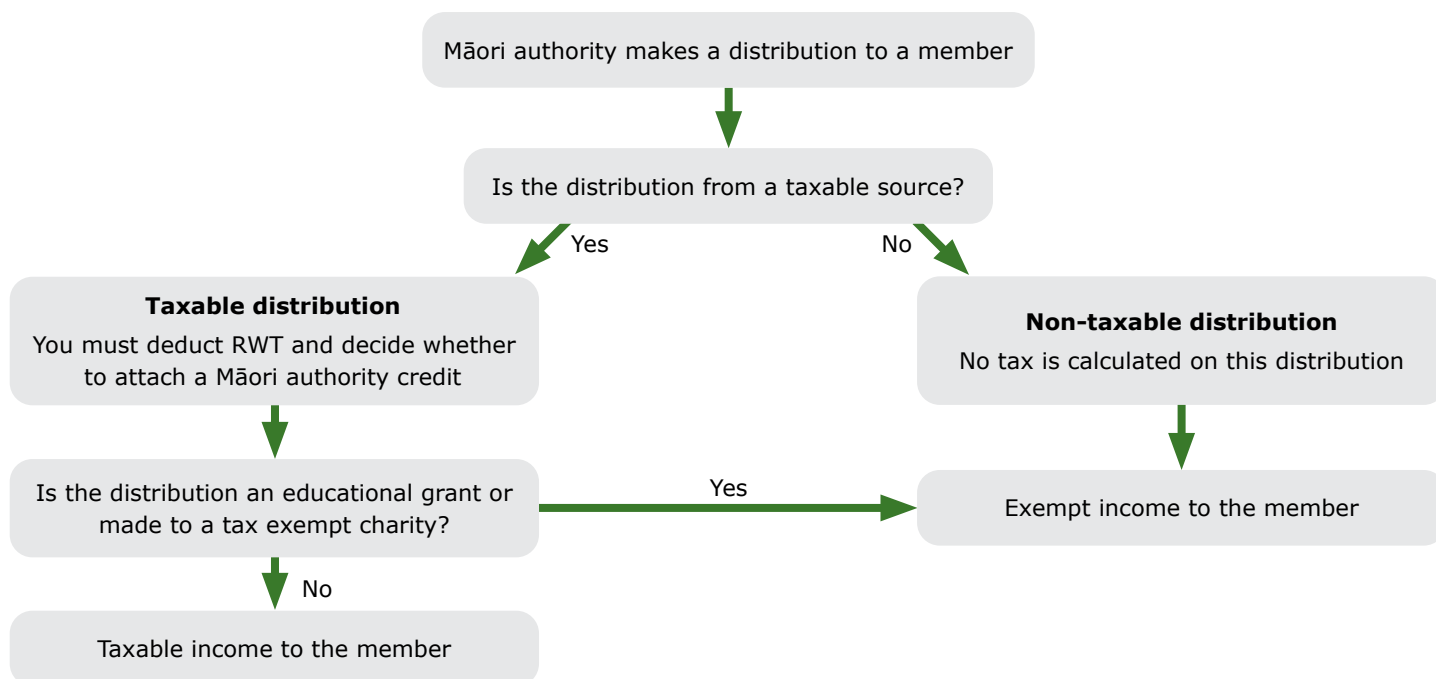 Māori authority makes a distribution to a member
Is the distribution from a taxable source?
Yes
No
Taxable distribution
You must deduct RWT and decide whether
to attach a Māori authority credit
Non-taxable distribution
No tax is calculated on this distribution
Is the distribution an educational grant or
made to a tax exempt charity?
Yes
Exempt income to the member
No
Taxable income to the member